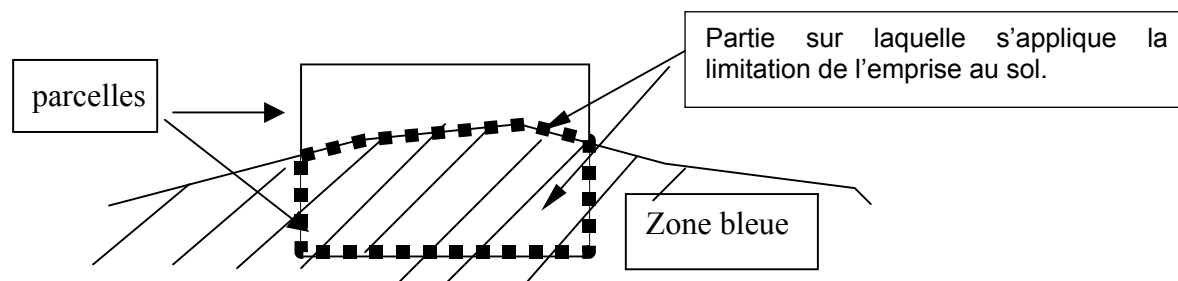 Partie sur laquelle s’applique la
limitation de l’emprise au sol.
parcelles
Zone bleue